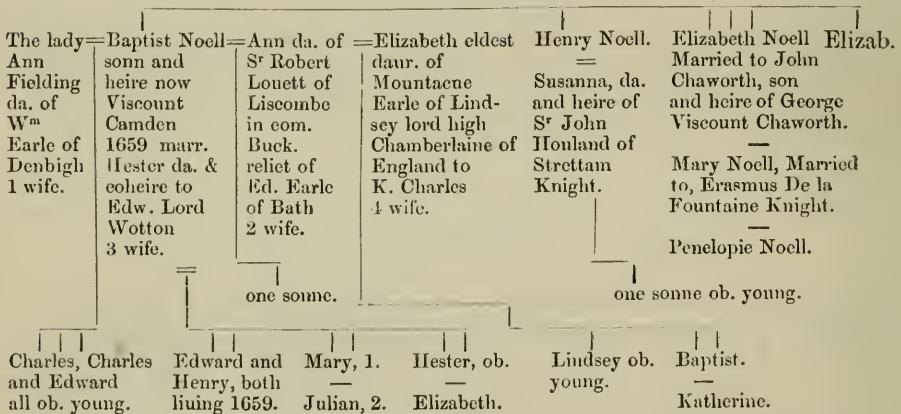 The lady=
Ann
Fielding
da. of
Wᵐ
Earle of
Denbigh
1 wife.
Baptist Noell=
sonn and
heire now
Viscount
Camden
1659 marr.
Hester da. &
coheire to
Edw. Lord
Wotton
3 wife.
Ann da. of
Sʳ Robert
Louett of
Liscombe
in com.
Buck.
relict of
Ed. Earle
of Bath
2 wife.
=Elizabeth eldest
daur. of
Mountacne
Earle of Lind-
sey lord high
Chamberlaine of
England to
K. Charles
4 wife.
Henry Noell.
=
Susanna, da.
and heire of
Sʳ John
Honland of
Strettam
Knight.
Elizabeth Noell
Married to John
Chaworth, son
and heire of George
Viscount Chaworth.
—
Mary Noell, Married
to, Erasmus De la
Fountaine Knight.
—
Penelopie Noell.
Elizab.
one sonne.
one sonne ob. young.
Charles, Charles
and Edward
all ob. young.
Edward and
Henry, both
liuing 1659.
Mary, 1.
—
Julian, 2.
Hester, ob.
—
Elizabeth.
Lindsey ob.
young.
Baptist.
—
Katherine.